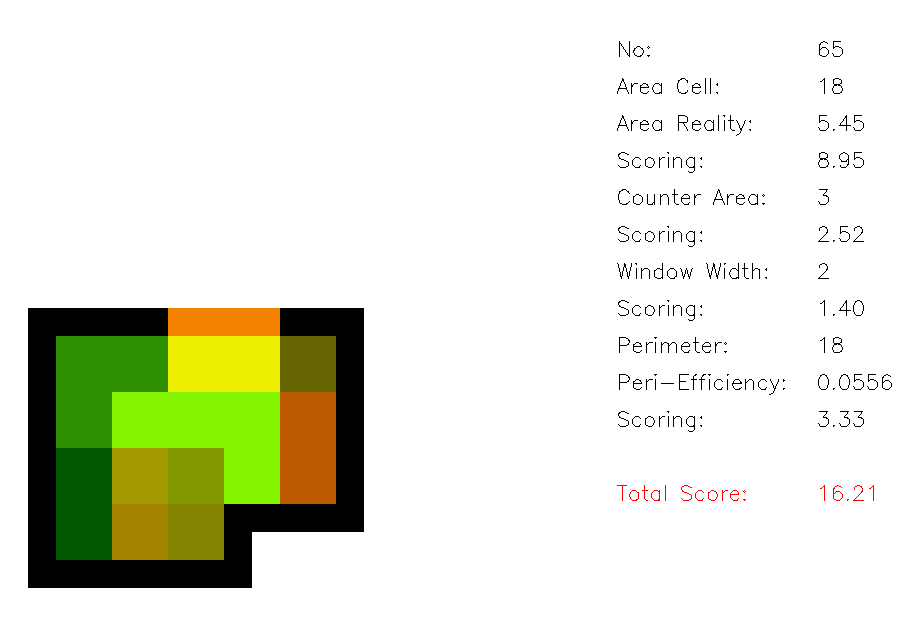 No: 65
Area Cell: 18
Area Reality: 5.45
Scoring: 8.95
Counter Area: 3
Scoring: 2.52
Window Width: 2
Scoring: 1.40
Perimeter: 18
Peri-Efficiency: 0.0556
Scoring: 3.33
Total Score: 16.21